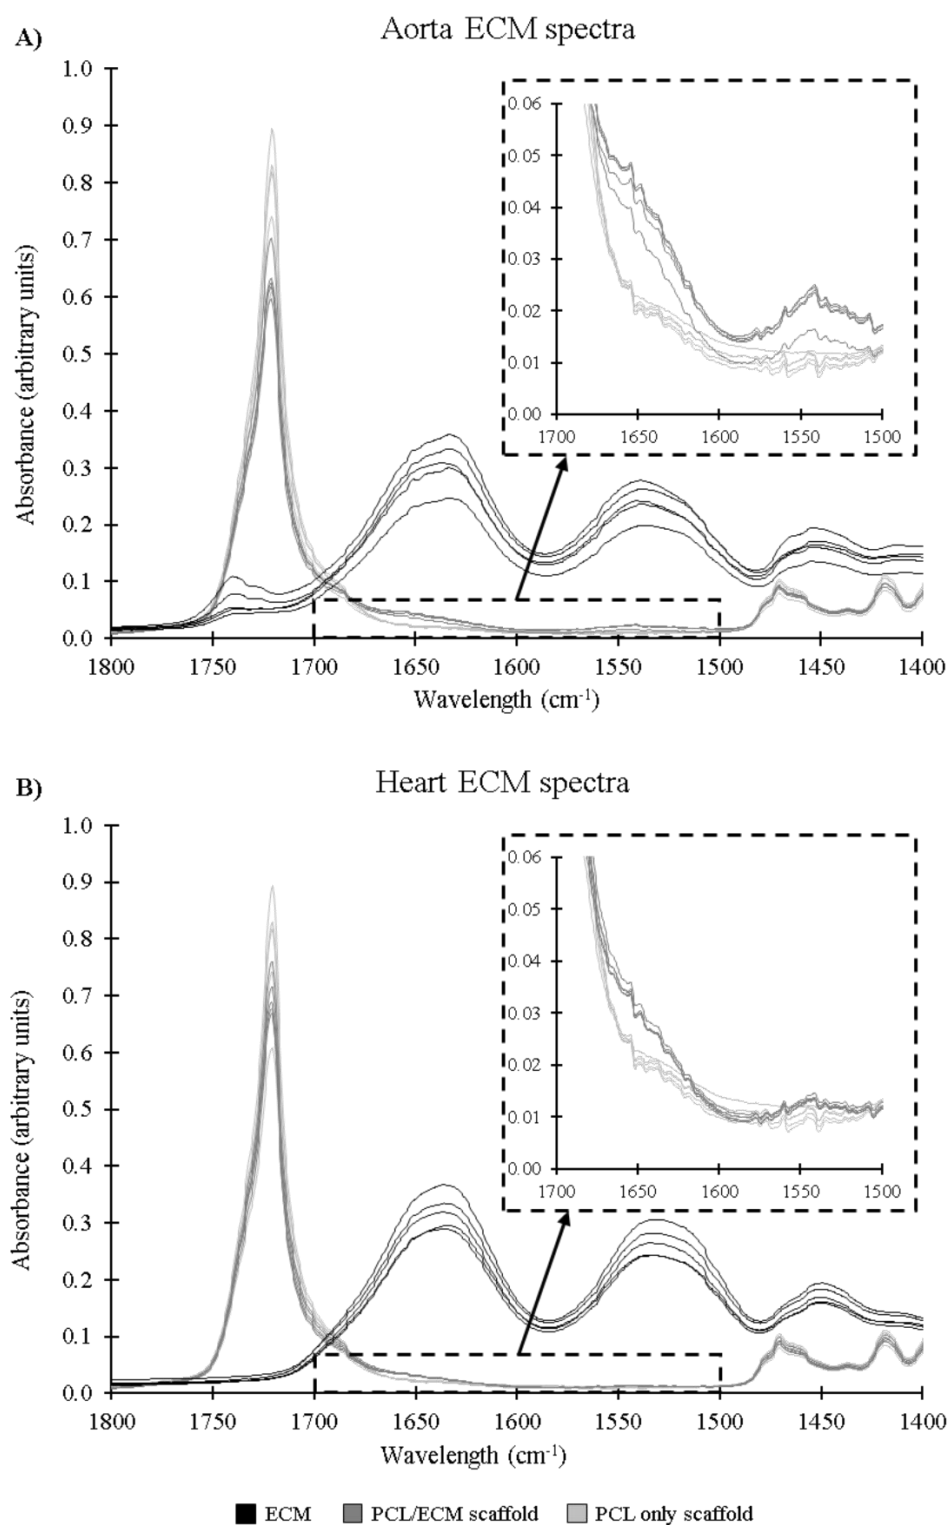 A)
Aorta ECM spectra
Absorbance (arbitrary units)
1.0
0.9
0.8
0.7
0.6
0.5
0.4
0.3
0.2
0.1
0.0
1800 1750 1700 1650 1600 1550 1500 1450 1400
Wavelength (cm-1)
0.06
0.05
0.04
0.03
0.02
0.01
0.00
1700 1650 1600 1550 1500
B)
Heart ECM spectra
Absorbance (arbitrary units)
1.0
0.9
0.8
0.7
0.6
0.5
0.4
0.3
0.2
0.1
0.0
1800 1750 1700 1650 1600 1550 1500 1450 1400
Wavelength (cm-1)
0.06
0.05
0.04
0.03
0.02
0.01
0.00
1700 1650 1600 1550 1500
ECM PCL/ECM scaffold PCL only scaffold